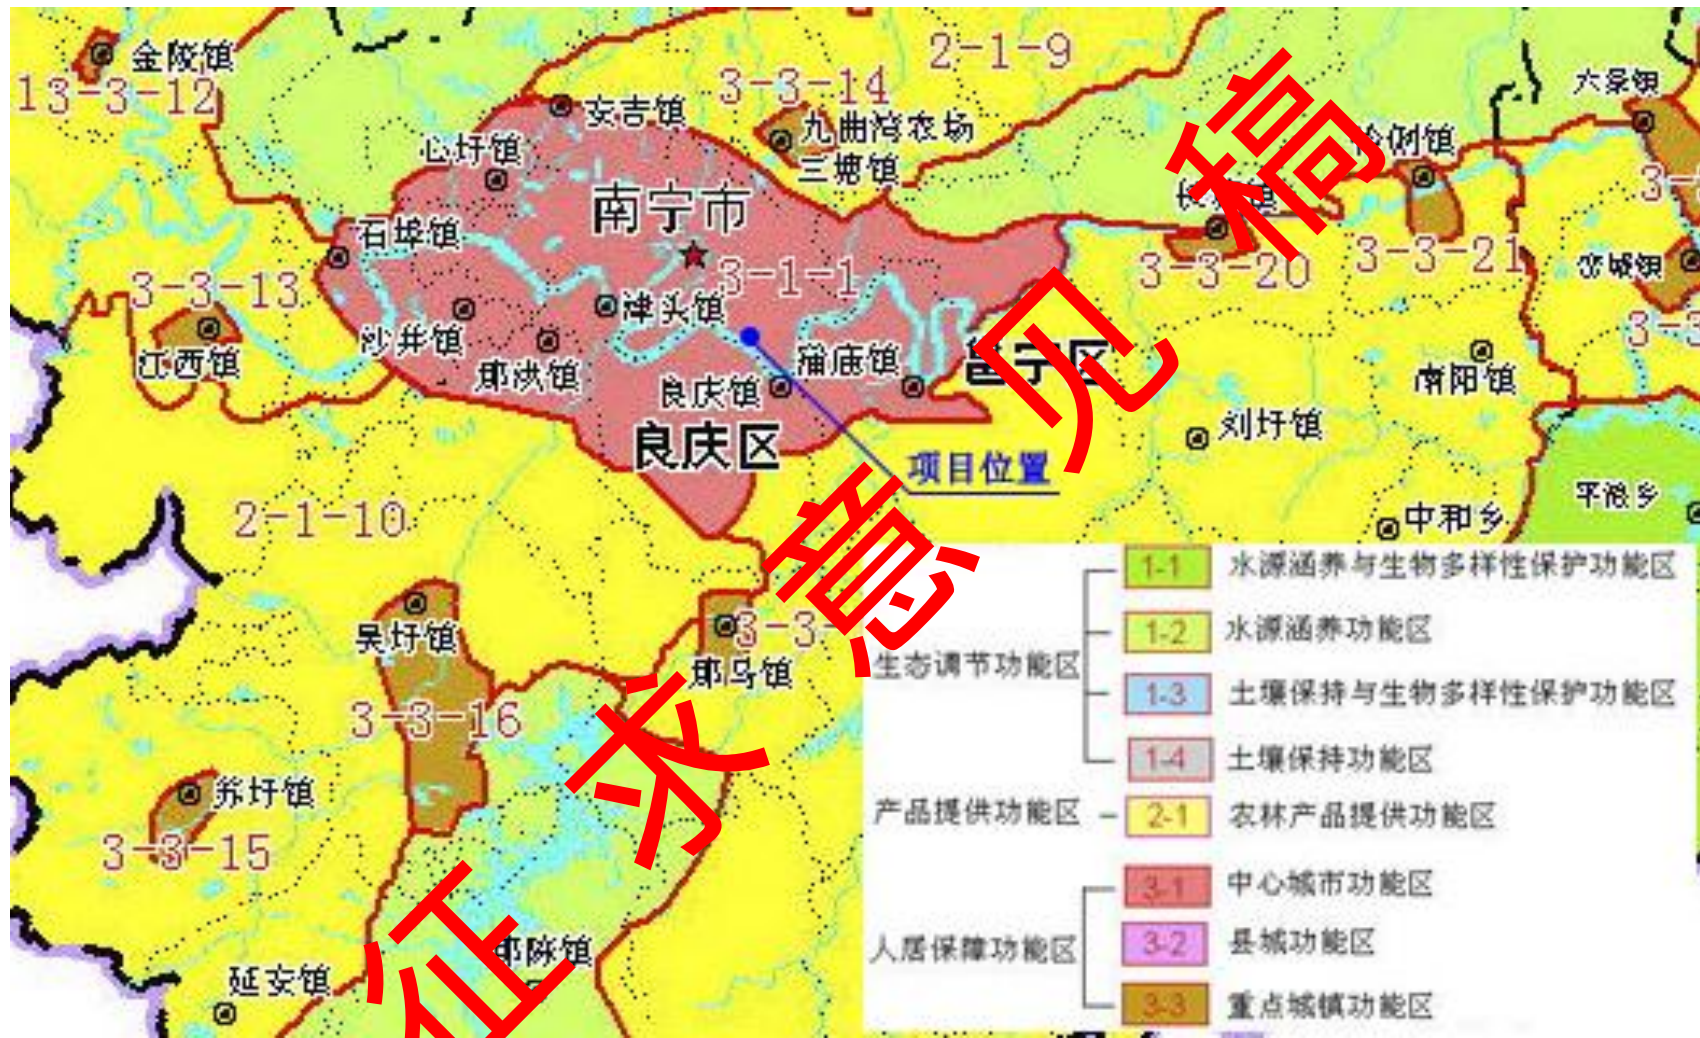 金陵镇
13-3-12
心圩镇
安吉镇
3-3-14
2-1-9
九曲湾农场
三塘镇
六景镇
石埠镇
南宁市
3-1-1
3-3-13
江西镇
沙井镇
那洪镇
津头镇
良庆镇
蒲庙镇
良庆区
邕宁区
项目位置
3-3-20
3-3-21
南阳镇
刘圩镇
中和乡
2-1-10
吴圩镇
3-3-16
那马镇
3-3-
苏圩镇
3-3-15
延安镇
那陈镇
征求意见稿
生态调节功能区
1-1 水源涵养与生物多样性保护功能区
1-2 水源涵养功能区
1-3 土壤保持与生物多样性保护功能区
1-4 土壤保持功能区
产品提供功能区
2-1 农林产品提供功能区
人居保障功能区
3-1 中心城市功能区
3-2 县城功能区
3-3 重点城镇功能区